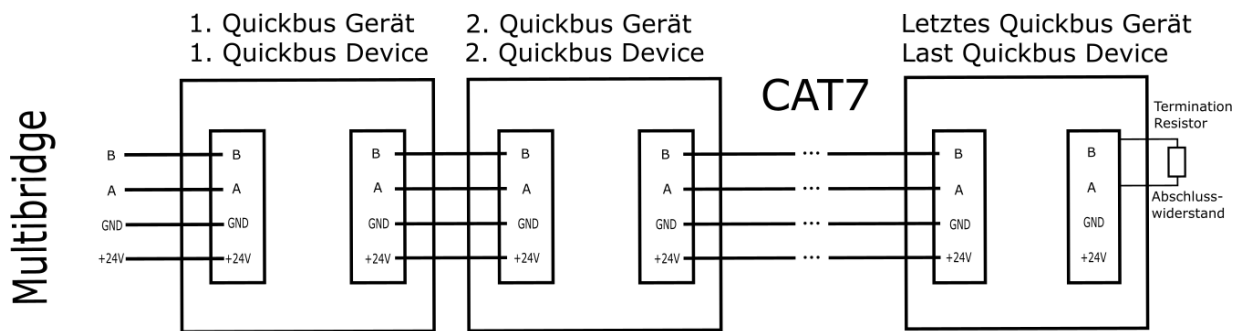 1. Quickbus Gerät
1. Quickbus Device
2. Quickbus Gerät
2. Quickbus Device
Letztes Quickbus Gerät
Last Quickbus Device
CAT7
Multibridge
Termination
Resistor
B B B B B ... B B
A A A A A ... A A
Abschluss-
widerstand
GND GND GND GND GND ... GND GND
+24V +24V +24V +24V +24V ... +24V +24V